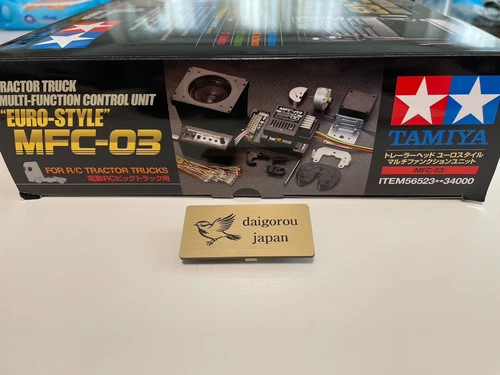 RACTOR TRUCK
MULTI-FUNCTION CONTROL UNIT
"EURO-STYLE"
MFC-03
FOR R/C TRACTOR TRUCKS
電動RCビッグトラック用
MFC-03
TAMIYA
トレーラーヘッド ユーロスタイル
マルチファンクションユニット
(MFC-03)
ITEM56523**34000
daigorou
japan